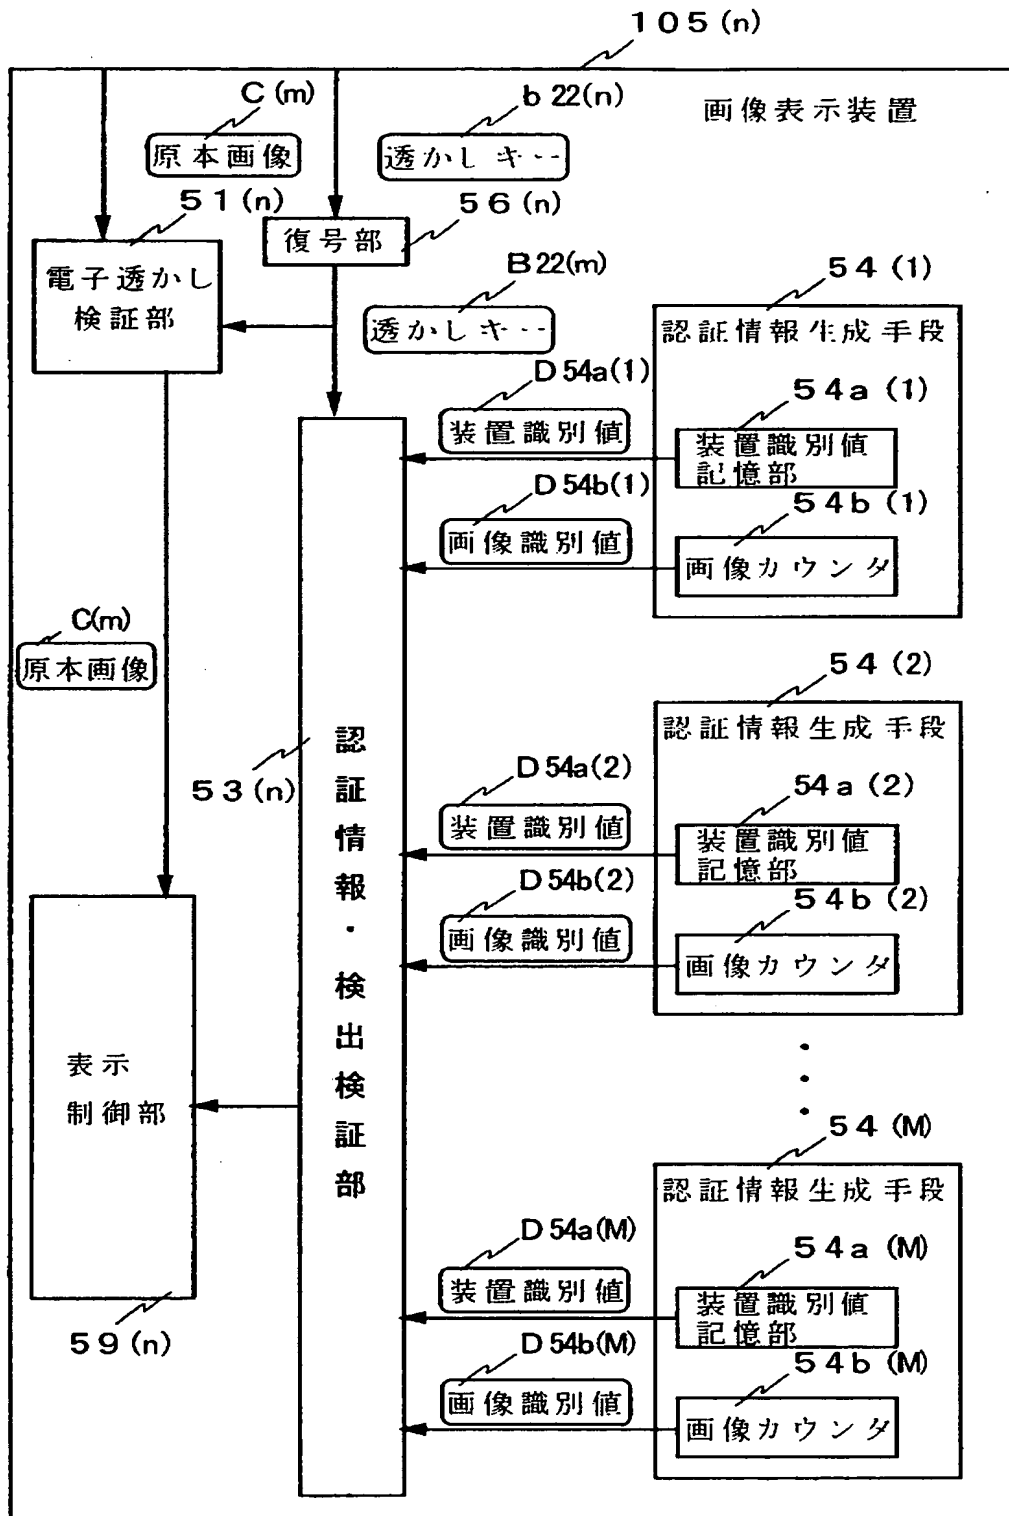 105(n)
画像表示装置
C(m)
原本画像
b22(n)
透かしキー
51(n)
電子透かし
検証部
56(n)
復号部
B22(m)
透かしキー
54(1)
認証情報生成手段
D54a(1)
装置識別値
54a(1)
装置識別値
記憶部
D54b(1)
画像識別値
54b(1)
画像カウンタ
C(m)
原本画像
53(n)
認証情報・検出検証部
54(2)
認証情報生成手段
D54a(2)
装置識別値
54a(2)
装置識別値
記憶部
D54b(2)
画像識別値
54b(2)
画像カウンタ
表示
制御部
59(n)
54(M)
認証情報生成手段
D54a(M)
装置識別値
54a(M)
装置識別値
記憶部
D54b(M)
画像識別値
54b(M)
画像カウンタ